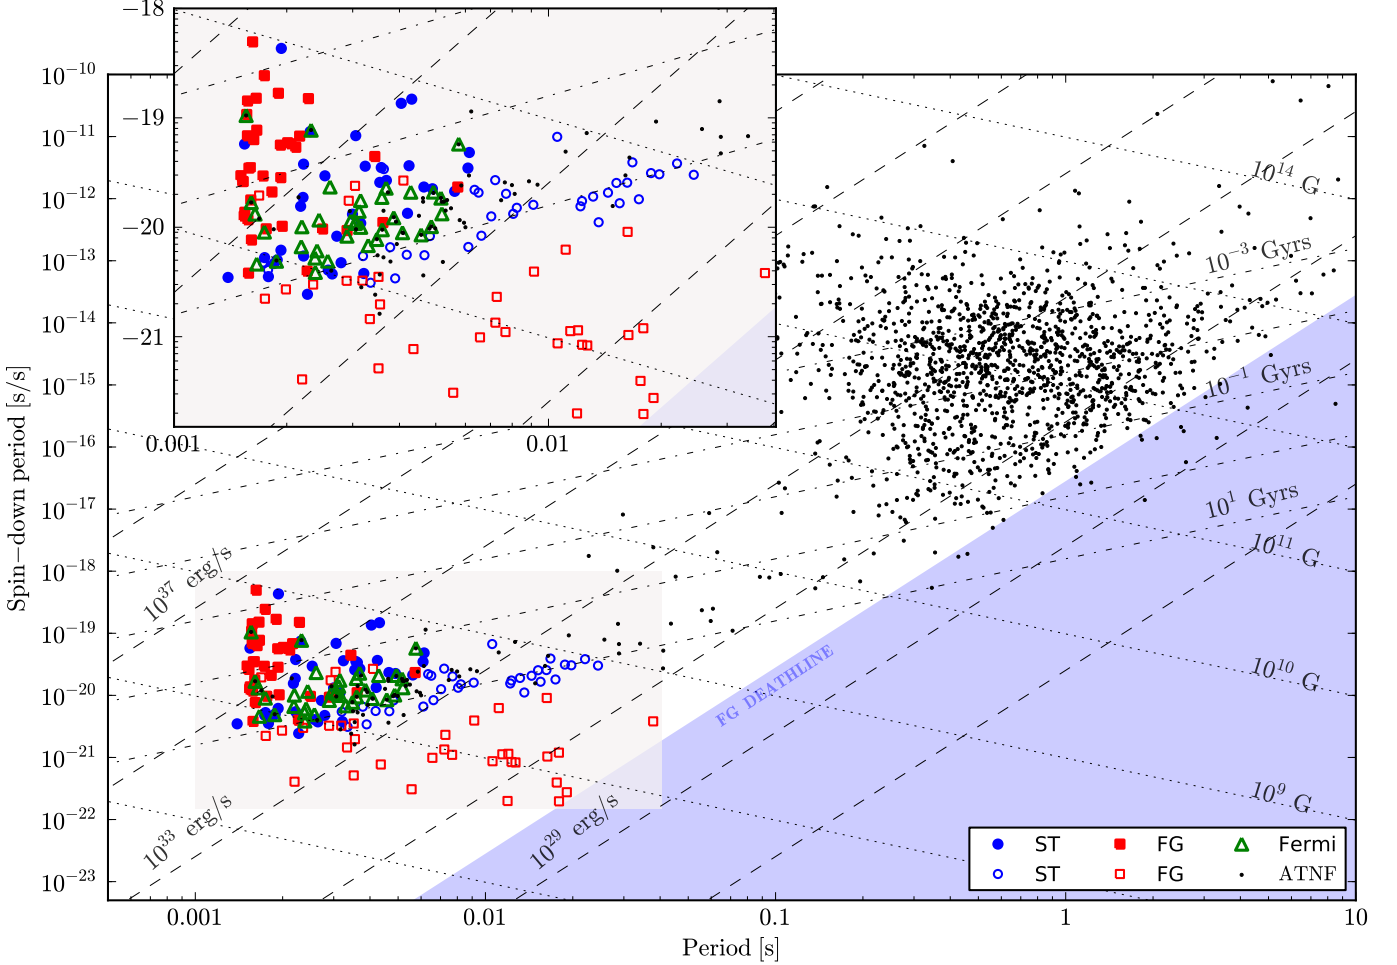 −18
−19
−20
−21
0.001
0.01
10^−10
10^−11
10^−12
10^−13
10^−14
10^−15
10^−16
10^−17
10^−18
10^−19
10^−20
10^−21
10^−22
10^−23
Spin−down period [s/s]
10^14 G
10^−3 Gyrs
10^−1 Gyrs
10^1 Gyrs
10^11 G
10^10 G
10^9 G
10^37 erg/s
10^33 erg/s
10^29 erg/s
FG DEATHLINE
ST FG Fermi
ST FG ATNF
0.001 0.01 0.1 1 10
Period [s]